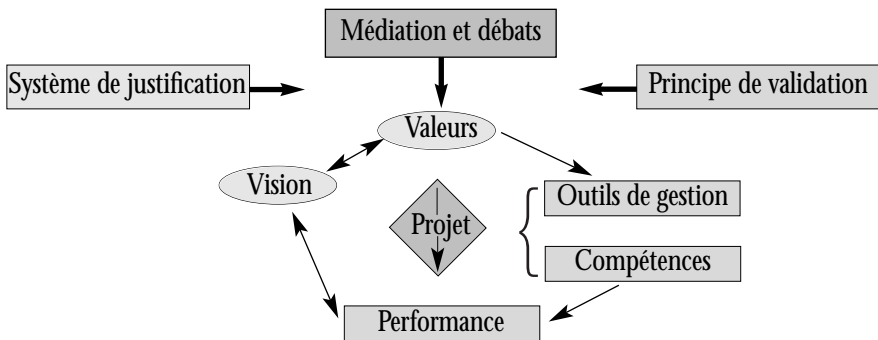 Médiation et débats
Système de justification
Principe de validation
Valeurs
Vision
Outils de gestion
Projet
Compétences
Performance